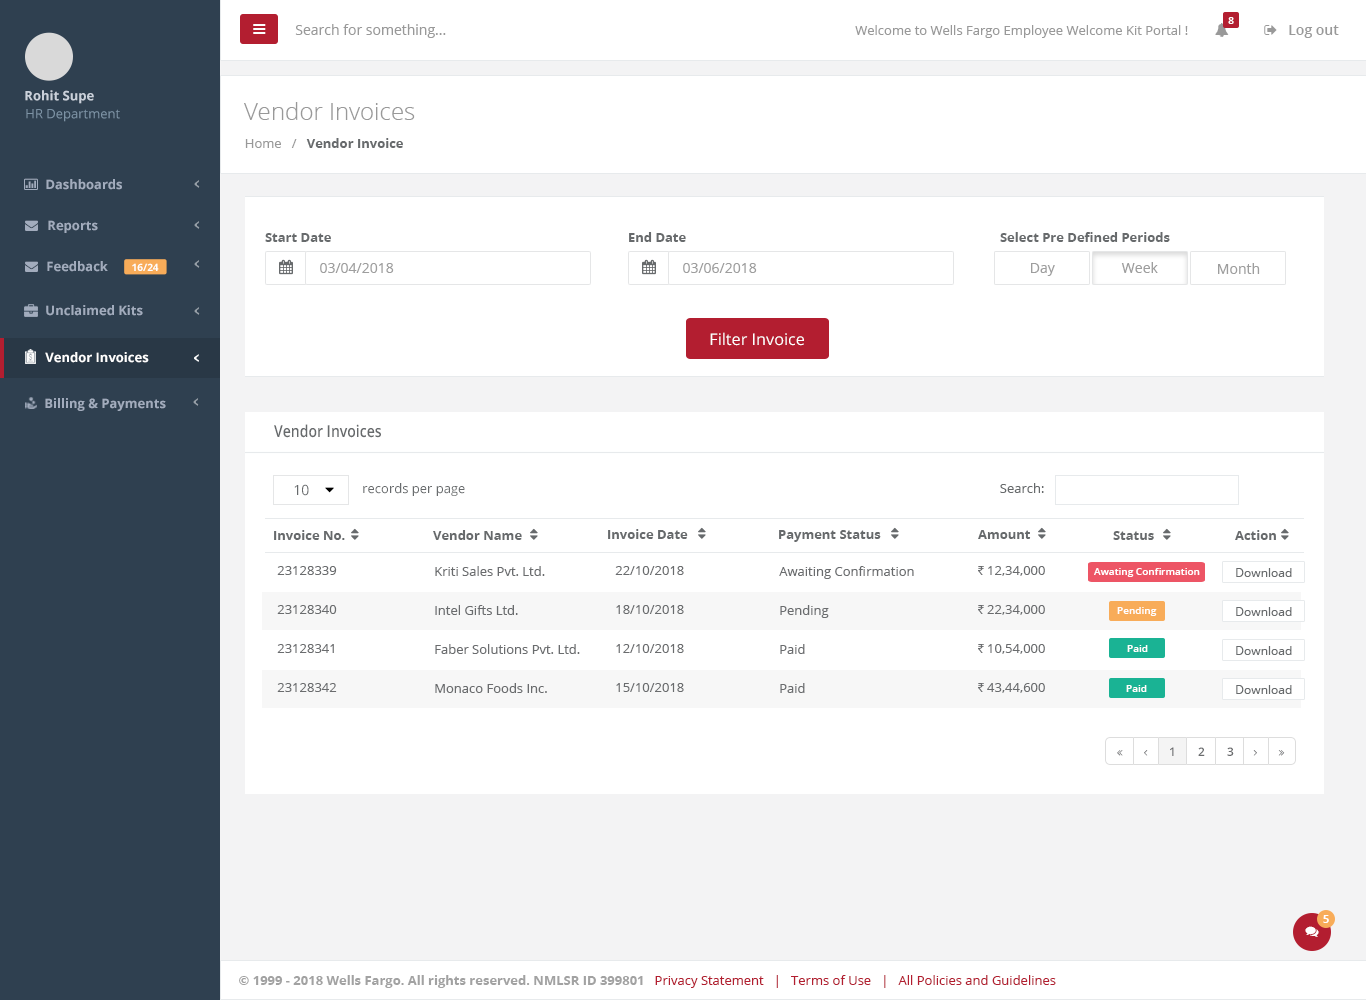 Search for something...
Welcome to Wells Fargo Employee Welcome Kit Portal !
8
Log out
Rohit Supe
HR Department
Dashboards
Reports
Feedback 16/24
Unclaimed Kits
Vendor Invoices
Billing & Payments
Vendor Invoices
Home / Vendor Invoice
Start Date End Date Select Pre Defined Periods
03/04/2018 03/06/2018 Day Week Month
Filter Invoice
Vendor Invoices
10 records per page Search:
Invoice No. Vendor Name Invoice Date Payment Status Amount Status Action
23128339 Kriti Sales Pvt. Ltd. 22/10/2018 Awaiting Confirmation ₹ 12,34,000 Awating Confirmation Download
23128340 Intel Gifts Ltd. 18/10/2018 Pending ₹ 22,34,000 Pending Download
23128341 Faber Solutions Pvt. Ltd. 12/10/2018 Paid ₹ 10,54,000 Paid Download
23128342 Monaco Foods Inc. 15/10/2018 Paid ₹ 43,44,600 Paid Download
« ‹ 1 2 3 › »
5
© 1999 - 2018 Wells Fargo. All rights reserved. NMLSR ID 399801 Privacy Statement | Terms of Use | All Policies and Guidelines